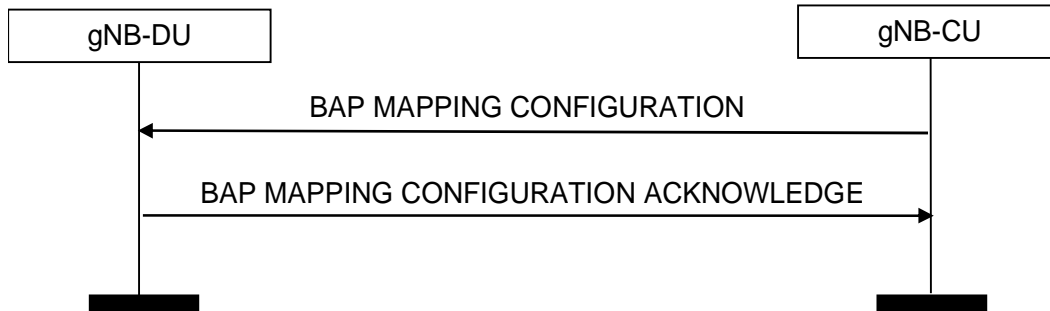 gNB-DU
gNB-CU
BAP MAPPING CONFIGURATION
BAP MAPPING CONFIGURATION ACKNOWLEDGE